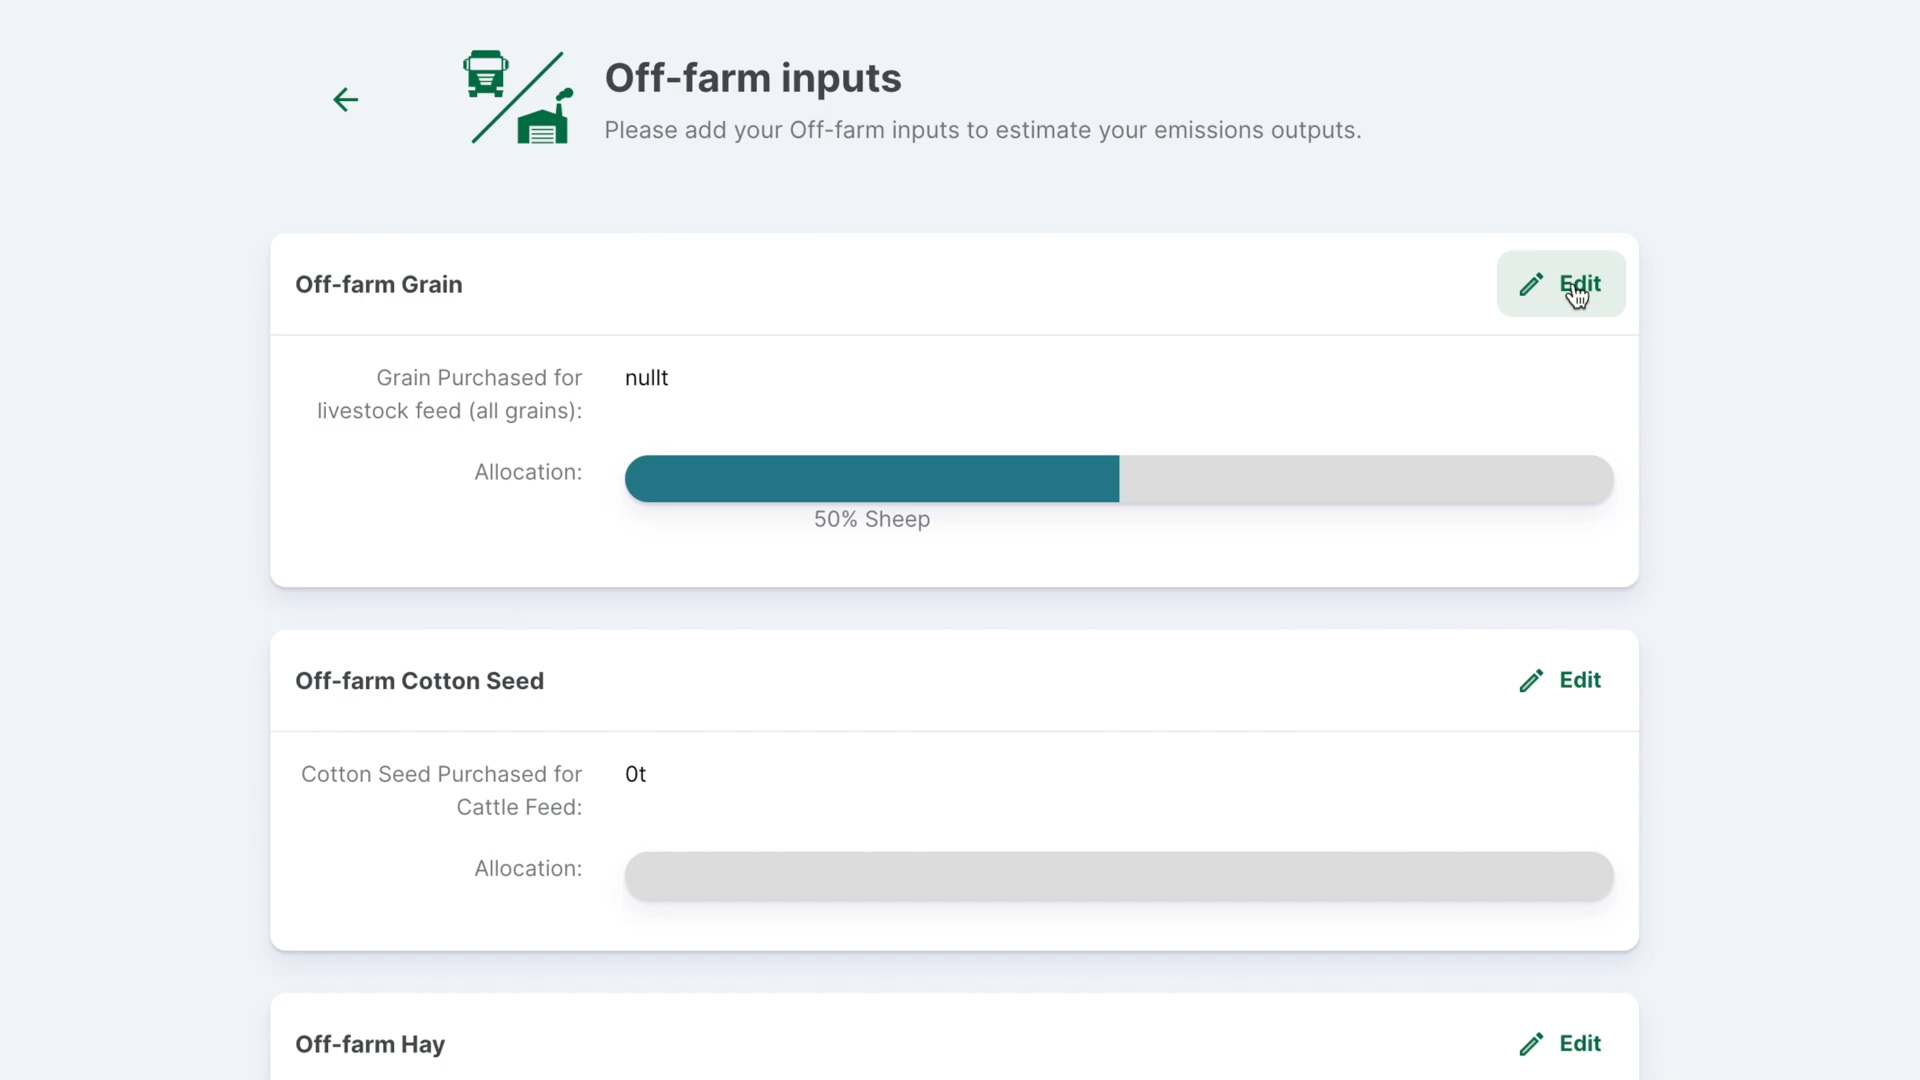 Off-farm inputs
Please add your Off-farm inputs to estimate your emissions outputs.
Off-farm Grain
Edit
Grain Purchased for
livestock feed (all grains):
nullt
Allocation:
50% Sheep
Off-farm Cotton Seed
Edit
Cotton Seed Purchased for
Cattle Feed:
0t
Allocation:
Off-farm Hay
Edit